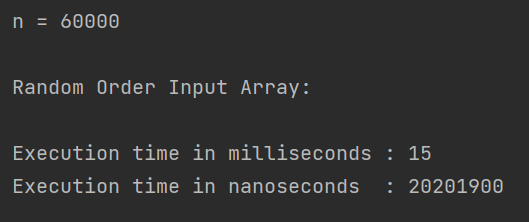 n = 60000
Random Order Input Array:
Execution time in milliseconds : 15
Execution time in nanoseconds  : 20201900